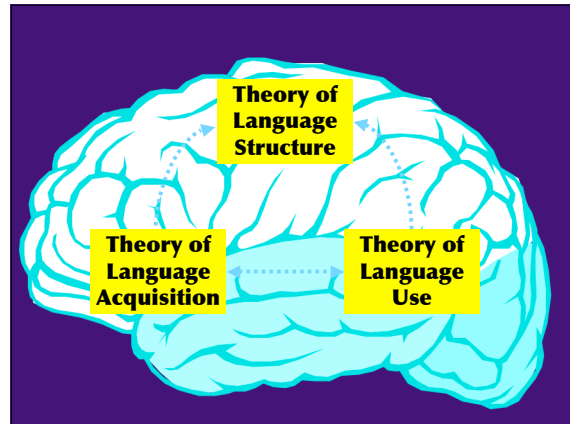 Theory of
Language
Structure
Theory of
Language
Acquisition
Theory of
Language
Use